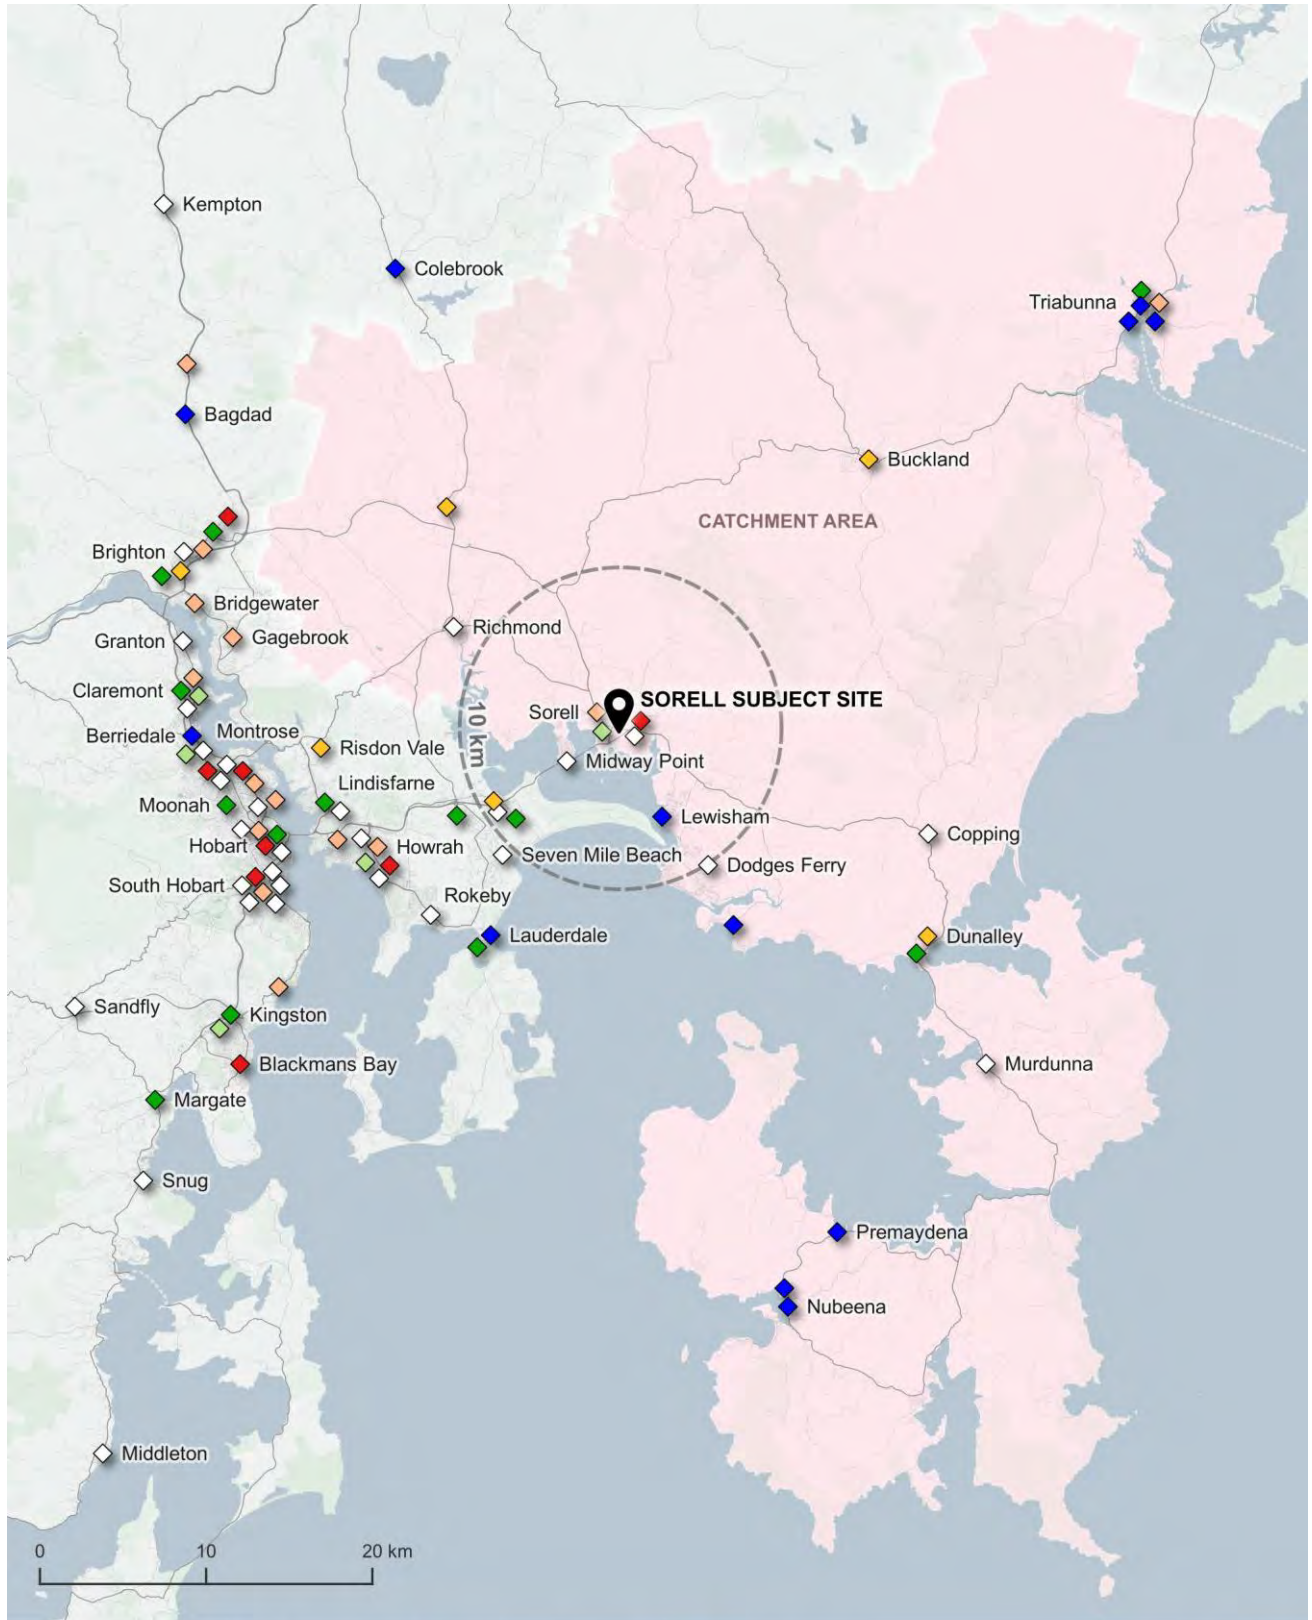 Kempton
Colebrook
Triabunna
Bagdad
Buckland
CATCHMENT AREA
Brighton
Bridgewater
Richmond
Granton
Gagebrook
Claremont
SORELL SUBJECT SITE
Sorell
10 km
Berriedale
Montrose
Risdon Vale
Midway Point
Lindisfarne
Moonah
Lewisham
Copping
Hobart
Howrah
Seven Mile Beach
Dodges Ferry
South Hobart
Rokeby
Lauderdale
Dunalley
Sandfly
Kingston
Blackmans Bay
Murdunna
Margate
Snug
Premaydena
Nubeena
Middleton
0 10 20 km